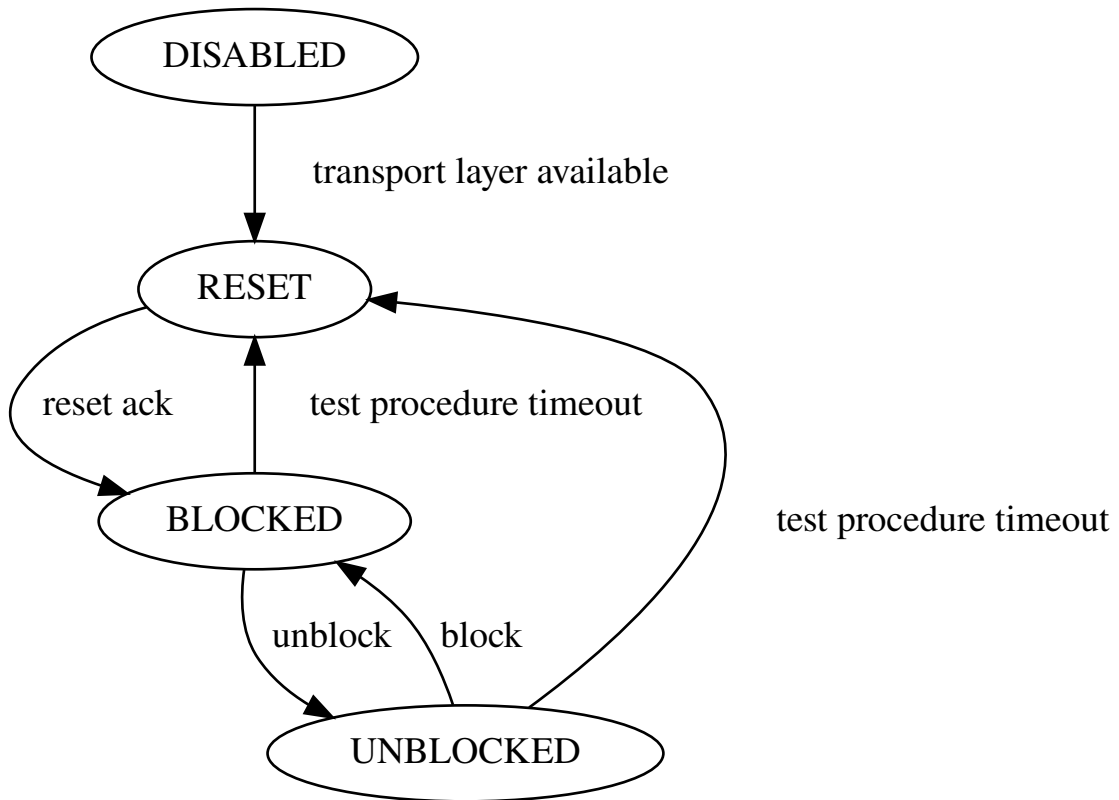 DISABLED
transport layer available
RESET
reset ack
test procedure timeout
BLOCKED
test procedure timeout
unblock
block
UNBLOCKED